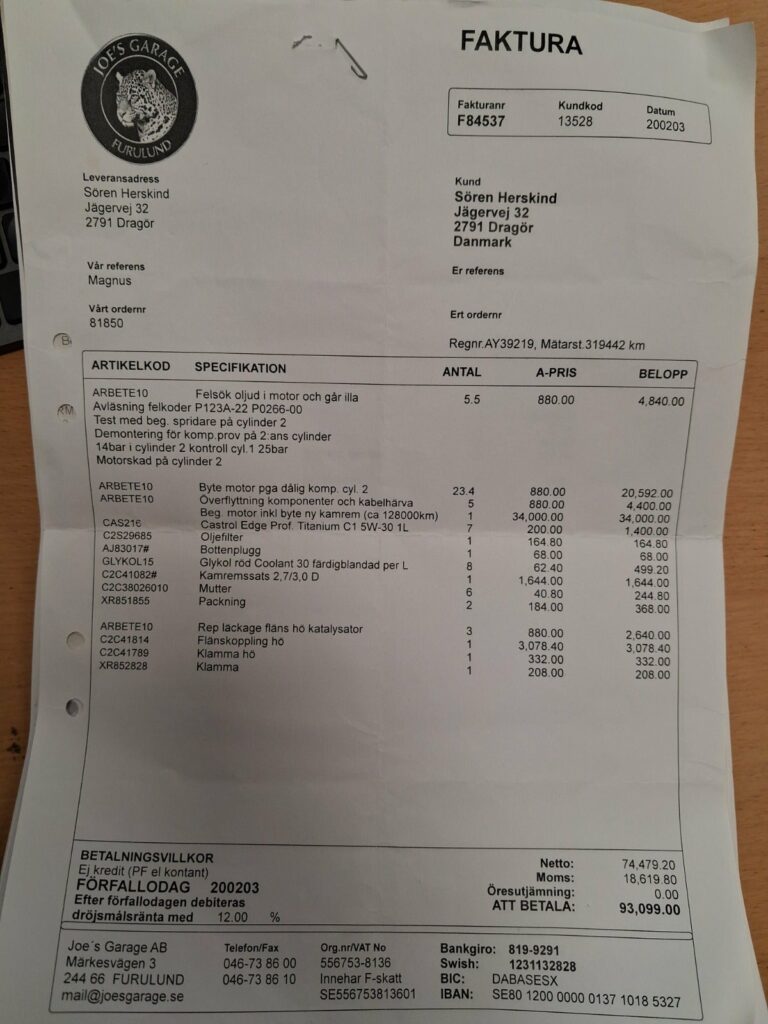 JOE'S GARAGE
FURULUND
FAKTURA
Fakturanr Kundkod Datum
F84537 13528 200203
Leveransadress
Sören Herskind
Jägervej 32
2791 Dragör
Kund
Sören Herskind
Jägervej 32
2791 Dragör
Danmark
Vår referens
Magnus
Er referens
Vårt ordernr
81850
Ert ordernr
Regnr.AY39219, Mätarst.319442 km
ARTIKELKOD SPECIFIKATION ANTAL A-PRIS BELOPP
ARBETE10 Felsök oljud i motor och går illa 5.5 880.00 4,840.00
Avläsning felkoder P123A-22 P0266-00
Test med beg. spridare på cylinder 2
Demontering för komp.prov på 2:ans cylinder
14bar i cylinder 2 kontroll cyl.1 25bar
Motorskad på cylinder 2
ARBETE10 Byte motor pga dålig komp. cyl. 2 23.4 880.00 20,592.00
ARBETE10 Överflyttning komponenter och kabelhärva 5 880.00 4,400.00
Beg. motor inkl byte ny kamrem (ca 128000km) 1 34,000.00 34,000.00
CAS216 Castrol Edge Prof. Titanium C1 5W-30 1L 7 200.00 1,400.00
C2S29685 Oljefilter 1 164.80 164.80
AJ83017# Bottenplugg 1 68.00 68.00
GLYKOL15 Glykol röd Coolant 30 färdigblandad per L 8 62.40 499.20
C2C41082# Kamremssats 2,7/3,0 D 1 1,644.00 1,644.00
C2C38026010 Mutter 6 40.80 244.80
XR851855 Packning 2 184.00 368.00
ARBETE10 Rep läckage fläns hö katalysator 3 880.00 2,640.00
C2C41814 Flänskoppling hö 1 3,078.40 3,078.40
C2C41789 Klamma hö 1 332.00 332.00
XR852828 Klamma 1 208.00 208.00
BETALNINGSVILLKOR
Ej kredit (PF el kontant)
FÖRFALLODAG 200203
Efter förfallodagen debiteras
dröjsmålsränta med 12.00 %
Netto: 74,479.20
Moms: 18,619.80
Öresutjämning: 0.00
ATT BETALA: 93,099.00
Joe´s Garage AB Telefon/Fax Org.nr/VAT No Bankgiro: 819-9291
Märkesvägen 3 046-73 86 00 556753-8136 Swish: 1231132828
244 66 FURULUND 046-73 86 10 Innehar F-skatt BIC: DABASESX
mail@joesgarage.se SE556753813601 IBAN: SE80 1200 0000 0137 1018 5327